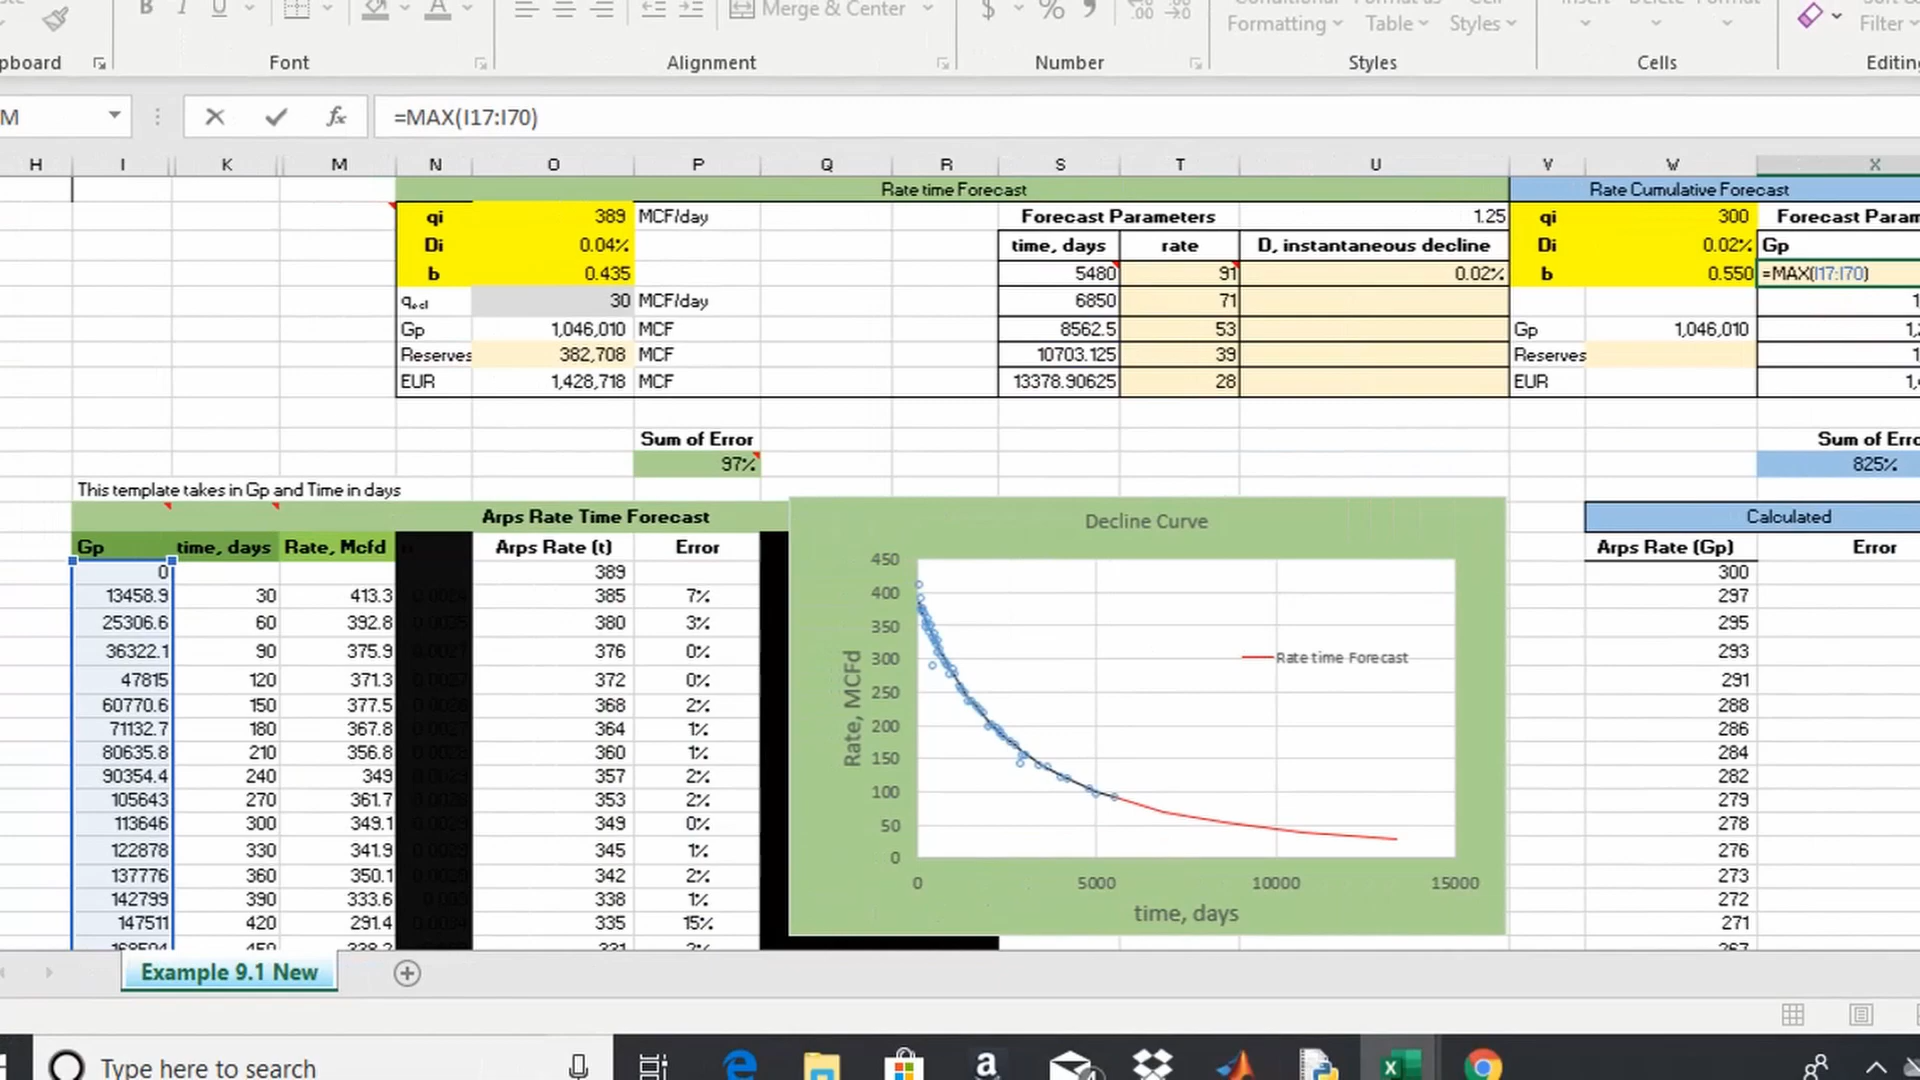 B I U Merge & Center $ % Conditional Format as Cell Insert Delete Format Sort &
Formatting Table Styles Filter
pboard Font Alignment Number Styles Cells Editing
M fx =MAX(I17:I70)
H I K M N O P Q R S T U V W X
Rate time Forecast Rate Cumulative Forecast
qi 389 MCF/day Forecast Parameters 1.25 qi 300 Forecast Param
Di 0.04% time, days rate D, instantaneous decline Di 0.02% Gp
b 0.435 5480 91 0.02% b 0.550 =MAX(I17:I70)
30 MCF/day 6850 71
Gp 1,046,010 MCF 8562.5 53 Gp 1,046,010
Reserves 382,708 MCF 10703.125 39 Reserves
EUR 1,428,718 MCF 13378.90625 28 EUR
Sum of Error Sum of Erro
97% 825%
This template takes in Gp and Time in days
Arps Rate Time Forecast Calculated
Gp time, days Rate, Mcfd Arps Rate (t) Error Arps Rate (Gp) Error
0 389 300
13458.9 30 413.3 385 7% 297
25306.6 60 392.8 380 3% 295
36322.1 90 375.9 376 0% 293
47815 120 371.3 372 0% 291
60770.6 150 377.5 368 2% 288
71132.7 180 367.8 364 1% 286
80635.8 210 356.8 360 1% 284
90354.4 240 349 357 2% 282
105643 270 361.7 353 2% 279
113646 300 349.1 349 0% 278
122878 330 341.9 345 1% 276
137776 360 350.1 342 2% 273
142799 390 333.6 338 1% 272
147511 420 291.4 335 15% 271
Decline Curve
450
400
350
300
250
200
150
100
50
0
Rate, MCFd
Rate time Forecast
0 5000 10000 15000
time, days
Example 9.1 New
Type here to search